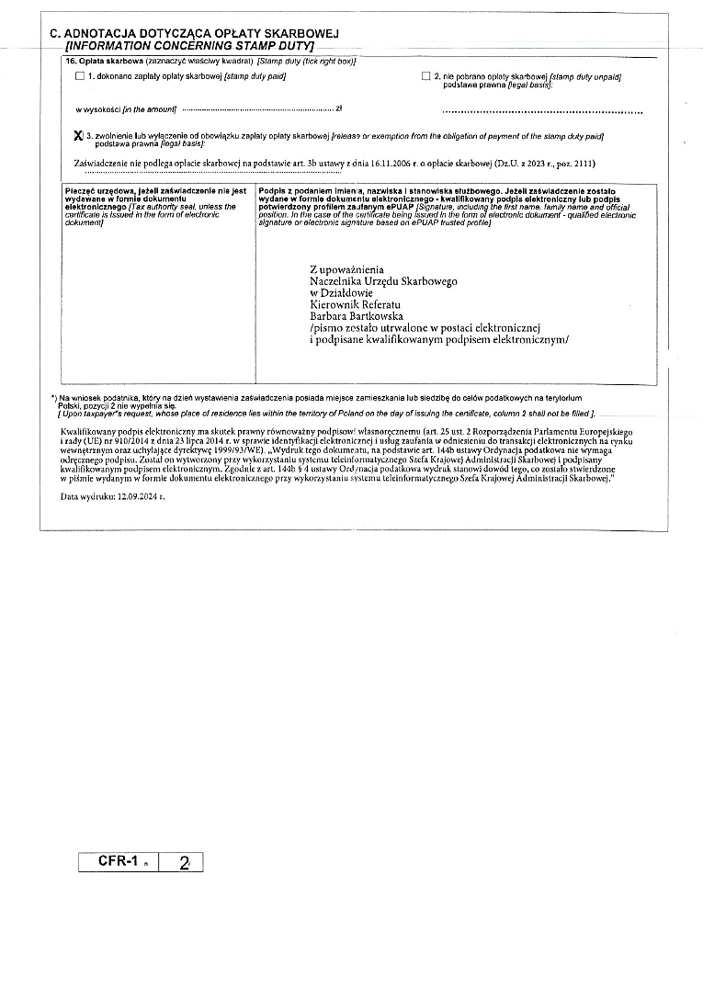 C. ADNOTACJA DOTYCZĄCA OPŁATY SKARBOWEJ
[INFORMATION CONCERNING STAMP DUTY]
16. Opłata skarbowa (zaznaczyć właściwy kwadrat) [Stamp duty (tick right box)]
1. dokonano zapłaty opłaty skarbowej [stamp duty paid]
2. nie pobrano opłaty skarbowej [stamp duty unpaid]
podstawa prawna [legal basis]:
w wysokości [in the amount] ........................................................ zł
................................................................
X 3. zwolnienie lub wyłączenie od obowiązku zapłaty opłaty skarbowej [release or exemption from the obligation of payment of the stamp duty paid]
podstawa prawna [legal basis]:
Zaświadczenie nie podlega opłacie skarbowej na podstawie art. 3b ustawy z dnia 16.11.2006 r. o opłacie skarbowej (Dz.U. z 2023 r., poz. 2111)
Pieczęć urzędowa, jeżeli zaświadczenie nie jest
wydawane w formie dokumentu
elektronicznego [Tax authority seal, unless the
certificate is issued in the form of electronic
document]
Podpis z podaniem imienia, nazwiska i stanowiska służbowego. Jeżeli zaświadczenie zostało
wydane w formie dokumentu elektronicznego - kwalifikowany podpis elektroniczny lub podpis
potwierdzony profilem zaufanym ePUAP [Signature, including the first name, family name and official
position. In the case of the certificate being issued in the form of electronic document - qualified electronic
signature or electronic signature based on ePUAP trusted profile]
Z upoważnienia
Naczelnika Urzędu Skarbowego
w Działdowie
Kierownik Referatu
Barbara Bartkowska
/pismo zostało utrwalone w postaci elektronicznej
i podpisane kwalifikowanym podpisem elektronicznym/
*) Na wniosek podatnika, który na dzień wystawienia zaświadczenia posiada miejsce zamieszkania lub siedzibę do celów podatkowych na terytorium
Polski, pozycji 2 nie wypełnia się.
[ Upon taxpayer's request, whose place of residence lies within the territory of Poland on the day of issuing the certificate, column 2 shall not be filled ].
Kwalifikowany podpis elektroniczny ma skutek prawny równoważny podpisowi własnoręcznemu (art. 25 ust. 2 Rozporządzenia Parlamentu Europejskiego
i rady (UE) nr 910/2014 z dnia 23 lipca 2014 r. w sprawie identyfikacji elektronicznej i usług zaufania w odniesieniu do transakcji elektronicznych na rynku
wewnętrznym oraz uchylające dyrektywę 1999/93/WE). „Wydruk tego dokumentu, na podstawie art. 144b ustawy Ordynacja podatkowa nie wymaga
odręcznego podpisu. Został on wytworzony przy wykorzystaniu systemu teleinformatycznego Szefa Krajowej Administracji Skarbowej i podpisany
kwalifikowanym podpisem elektronicznym. Zgodnie z art. 144b § 4 ustawy Ordynacja podatkowa wydruk stanowi dowód tego, co zostało stwierdzone
w piśmie wydanym w formie dokumentu elektronicznego przy wykorzystaniu systemu teleinformatycznego Szefa Krajowej Administracji Skarbowej."
Data wydruku: 12.09.2024 r.
CFR-1 2